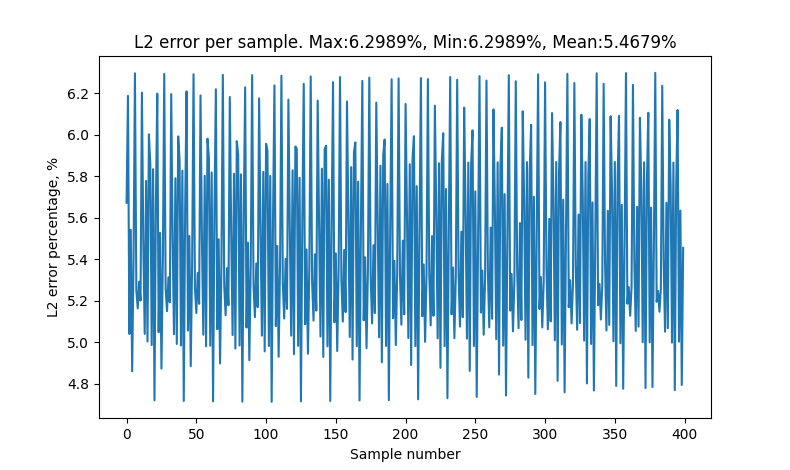 L2 error per sample. Max:6.2989%, Min:6.2989%, Mean:5.4679%
L2 error percentage, %
6.2
6.0
5.8
5.6
5.4
5.2
5.0
4.8
0 50 100 150 200 250 300 350 400
Sample number